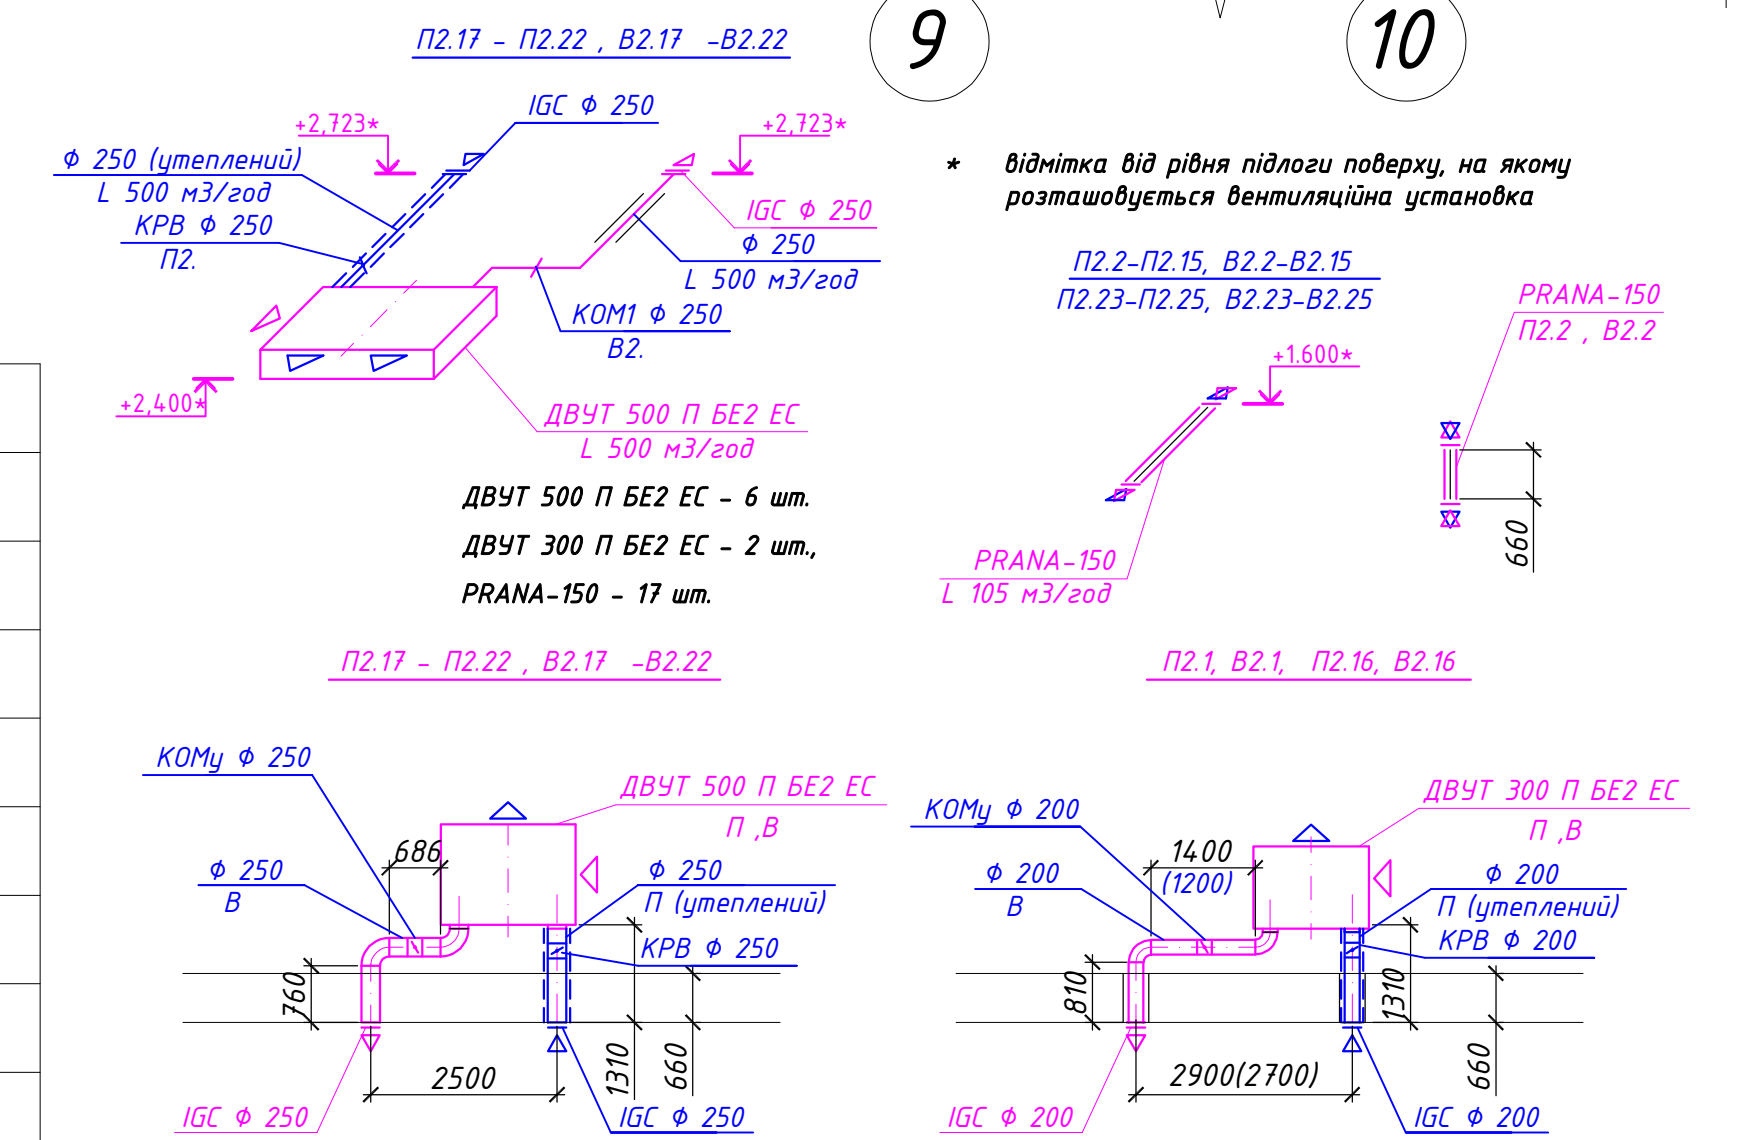 П2.17 - П2.22 , В2.17 -В2.22
9
10
IGC Ф 250
+2,723*
+2,723*
Ф 250 (утеплений)
L 500 м3/год
КРВ Ф 250
П2.
IGC Ф 250
Ф 250
L 500 м3/год
КОМ1 Ф 250
В2.
+2,400*
ДВУТ 500 П БЕ2 ЕС
L 500 м3/год
* відмітка від рівня підлоги поверху, на якому
розташовується вентиляційна установка
П2.2-П2.15, В2.2-В2.15
П2.23-П2.25, В2.23-В2.25
PRANA-150
П2.2 , В2.2
+1.600*
660
PRANA-150
L 105 м3/год
ДВУТ 500 П БЕ2 ЕС - 6 шт.
ДВУТ 300 П БЕ2 ЕС - 2 шт.,
PRANA-150 - 17 шт.
П2.17 - П2.22 , В2.17 -В2.22
КОМу Ф 250
ДВУТ 500 П БЕ2 ЕС
П ,В
686
Ф 250
В
Ф 250
П (утеплений)
КРВ Ф 250
760
1310
660
2500
IGC Ф 250
IGC Ф 250
П2.1, В2.1, П2.16, В2.16
КОМу Ф 200
ДВУТ 300 П БЕ2 ЕС
П ,В
1400
(1200)
Ф 200
В
Ф 200
П (утеплений)
КРВ Ф 200
810
1310
660
2900(2700)
IGC Ф 200
IGC Ф 200